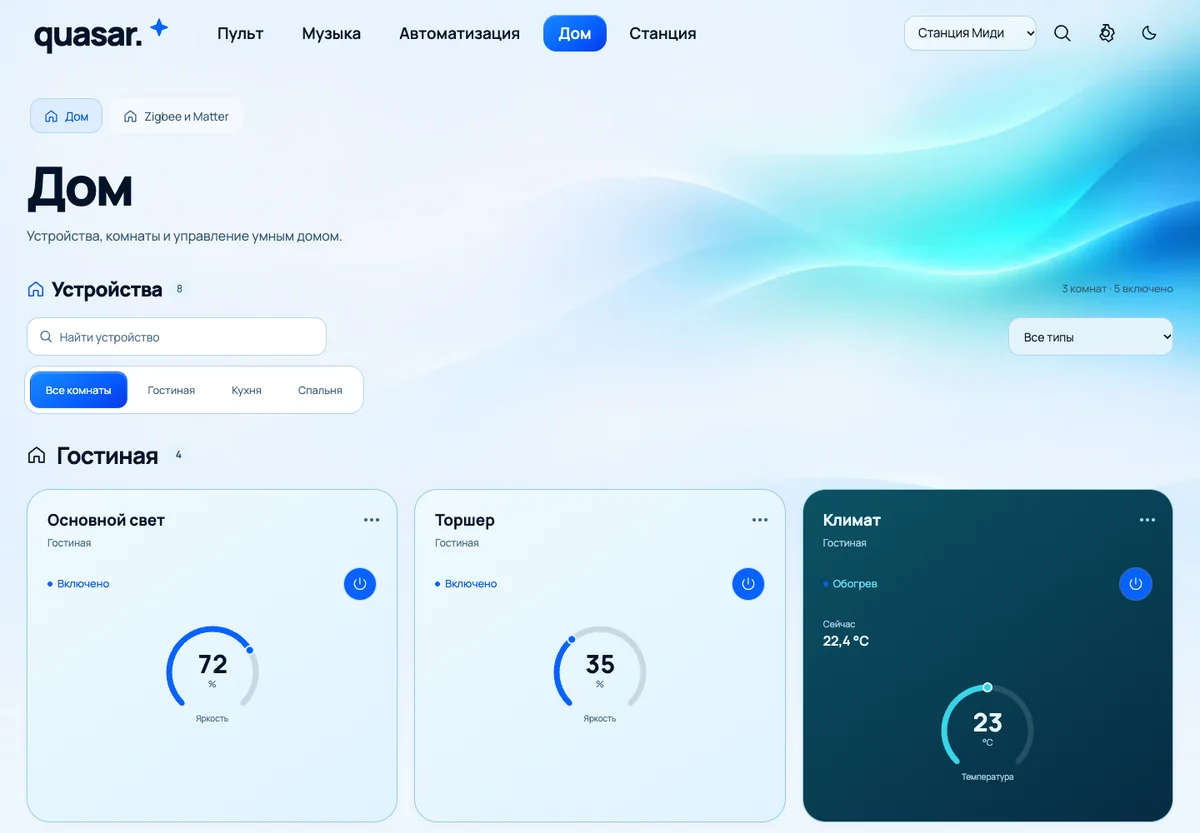 quasar.
Пульт
Музыка
Автоматизация
Дом
Станция
Станция Миди
Дом
Zigbee и Matter
Дом
Устройства, комнаты и управление умным домом.
Устройства 8
3 комнат · 5 включено
Найти устройство
Все типы
Все комнаты
Гостиная
Кухня
Спальня
Гостиная 4
Основной свет
Гостиная
Включено
72
%
Яркость
Торшер
Гостиная
Включено
35
%
Яркость
Климат
Гостиная
Обогрев
Сейчас
22,4 °C
23
°C
Температура